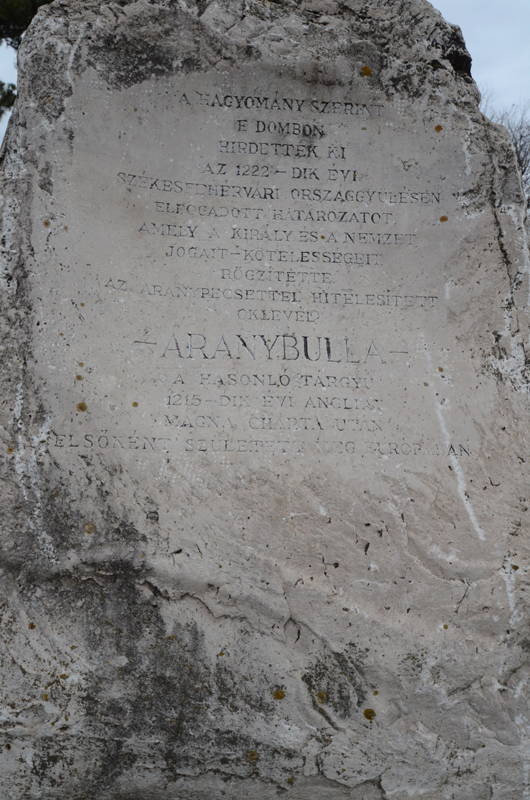 A HAGYOMÁNY SZERINT
E DOMBON
HIRDETTÉK KI
AZ 1222-DIK ÉVI
SZÉKESFEHÉRVÁRI ORSZÁGGYŰLÉSEN
ELFOGADOTT HATÁROZATOT
AMELY A KIRÁLY ÉS A NEMZET
JOGAIT-KÖTELESSÉGEIT
RÖGZÍTETTE
AZ ARANYPECSÉTTEL HITELESÍTETT
OKLEVÉL
-ARANYBULLA-
A HASONLÓ TÁRGYÚ
1215-DIK ÉVI ANGLIAI
MAGNA CHARTA UTÁN
ELSŐKÉNT SZÜLETETT MEG EURÓPÁBAN